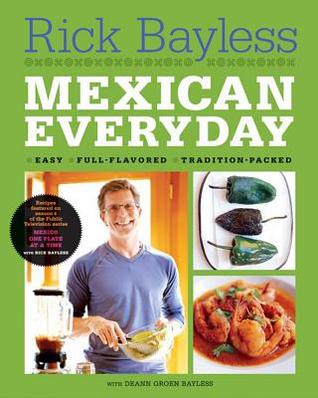 Rick Bayless
MEXICAN
EVERYDAY
EASY FULL-FLAVORED TRADITION-PACKED
Recipes
featured on
season 6
of the Public
Television series
MEXICO
ONE PLATE
AT A TIME
WITH RICK BAYLESS
WITH DEANN GROEN BAYLESS